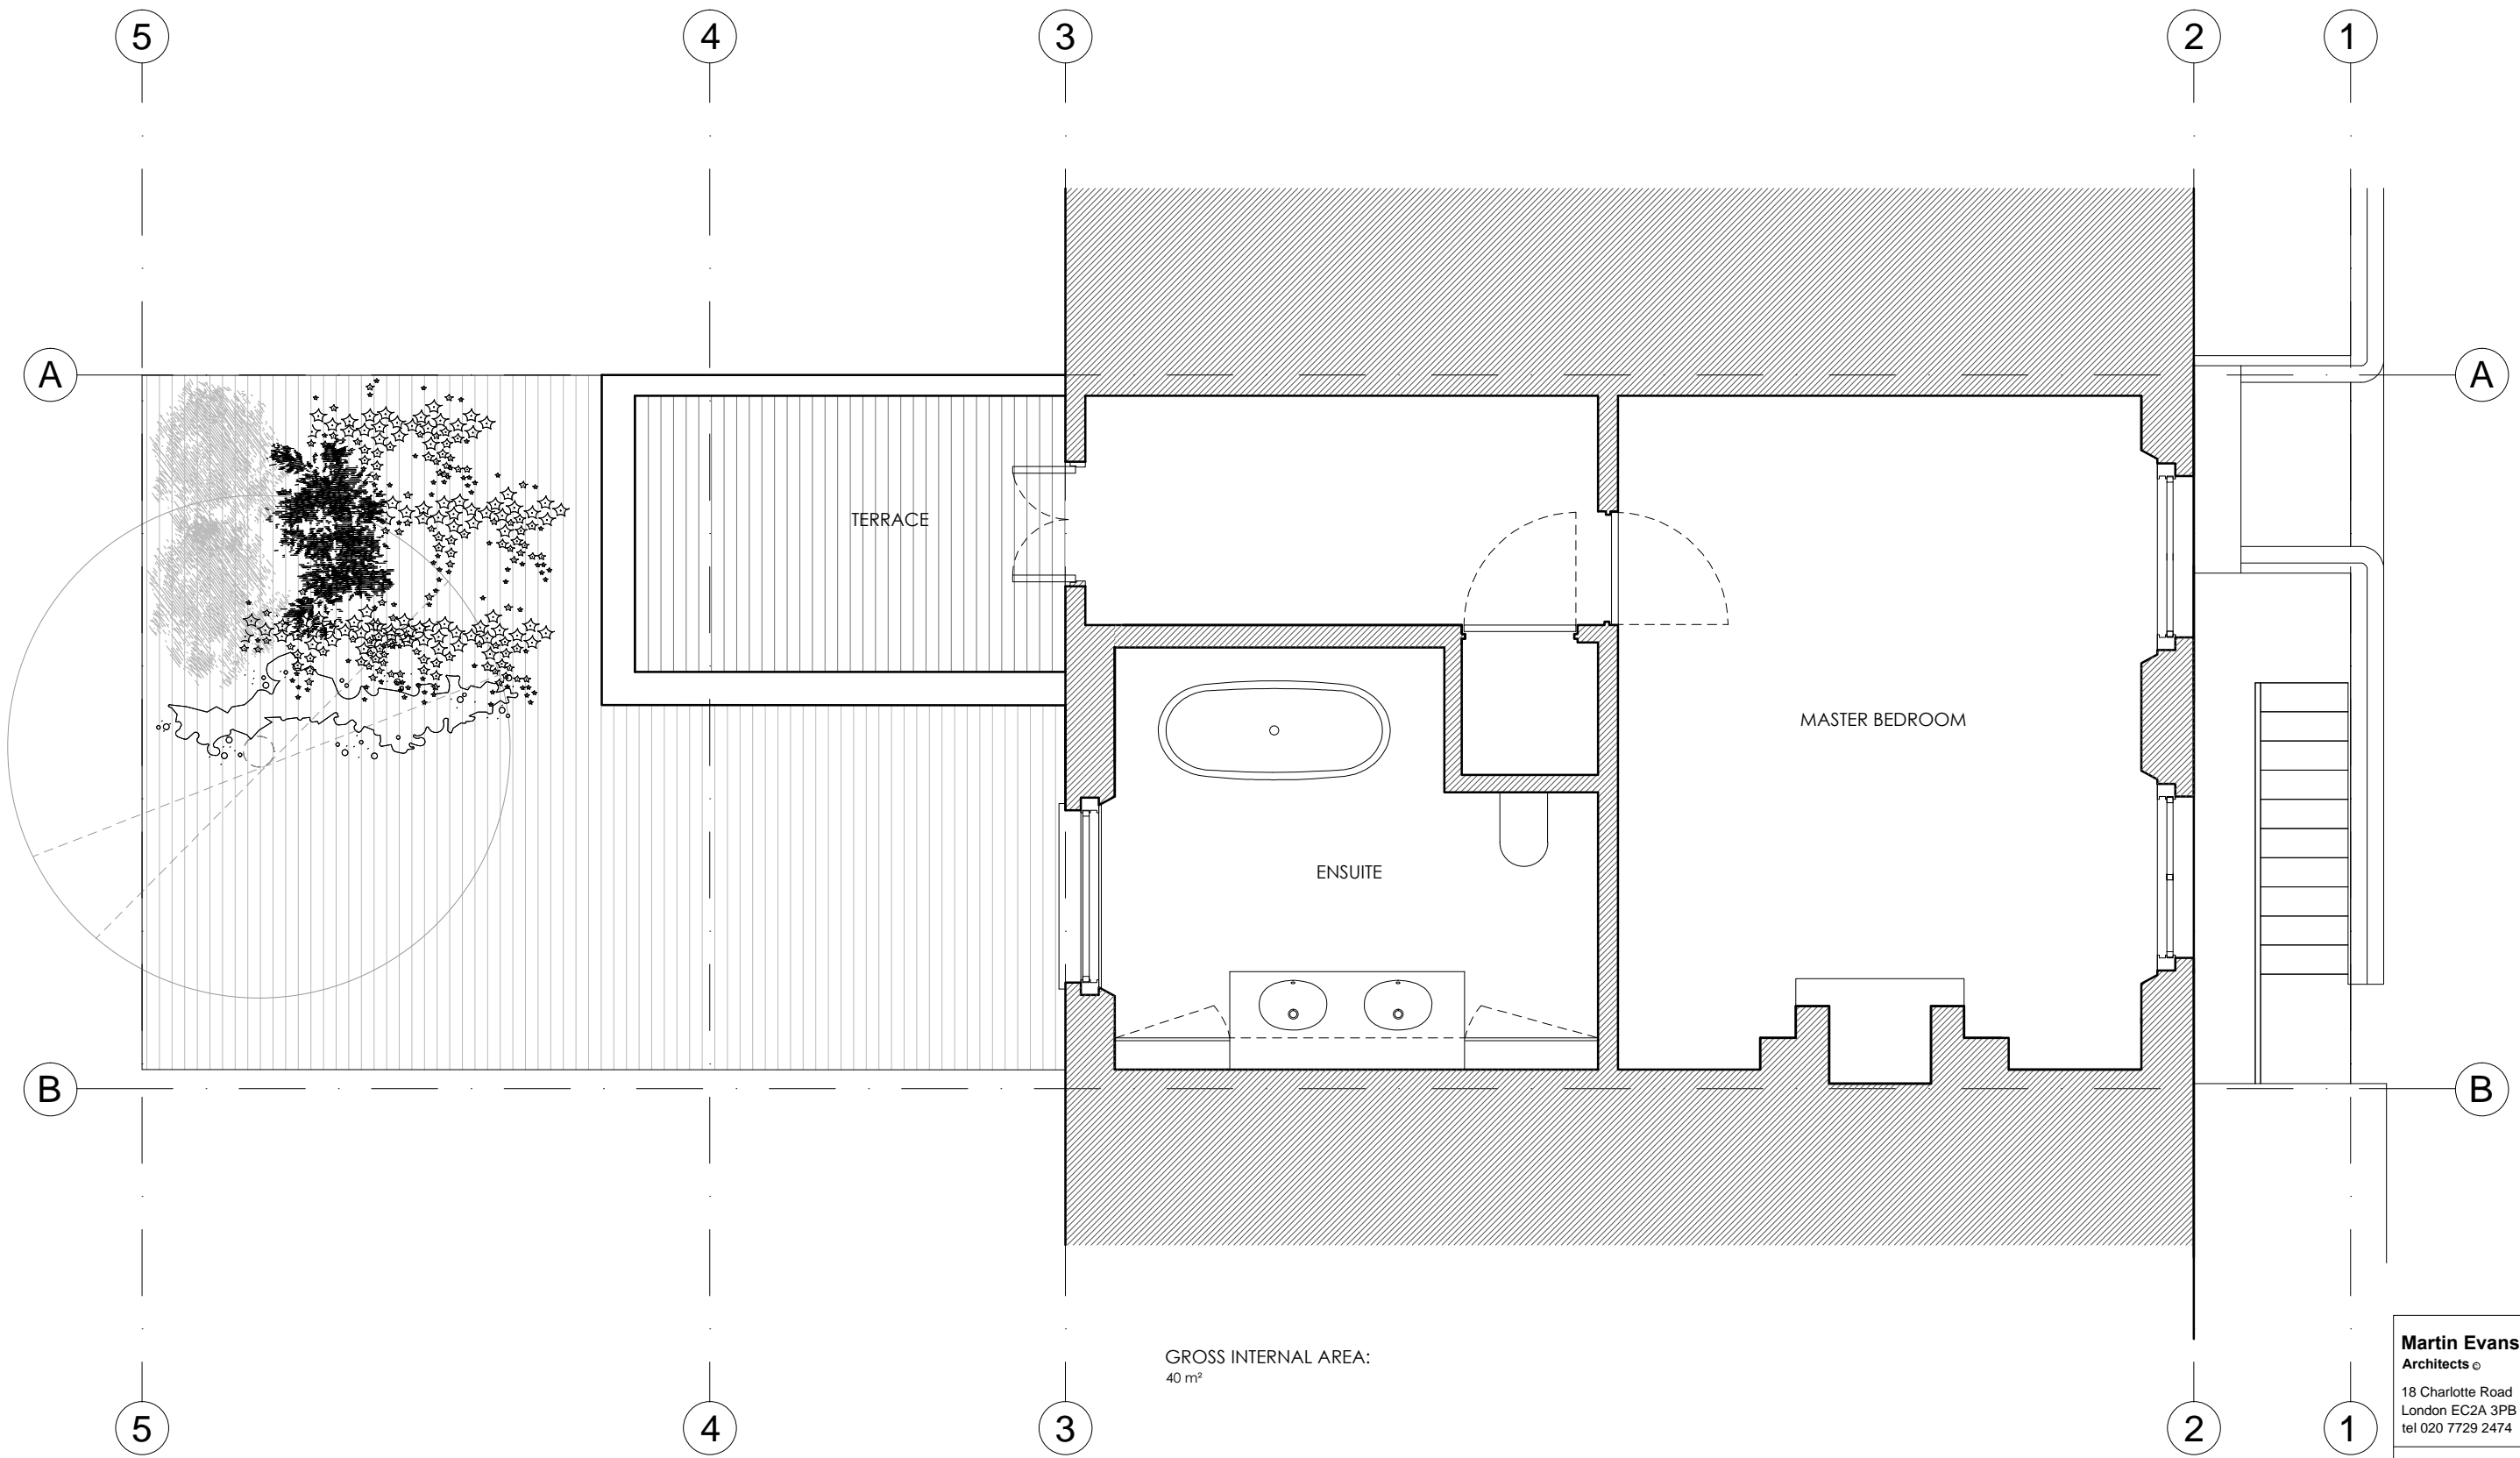 5 4 3 2 1
A A
TERRACE
MASTER BEDROOM
ENSUITE
B B
GROSS INTERNAL AREA:
40 m²
Martin Evans
Architects ©
18 Charlotte Road
London EC2A 3PB
tel 020 7729 2474
5 4 3 2 1